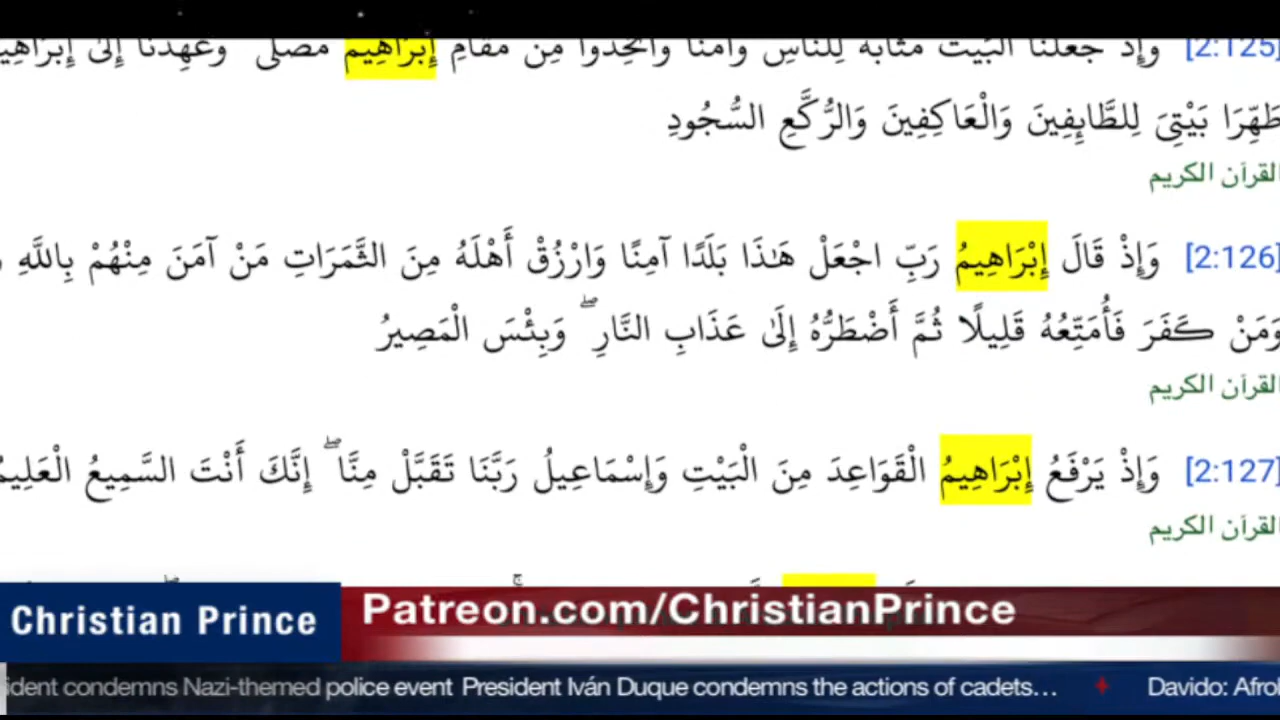 [2:125] وَإِذْ جَعَلْنَا الْبَيْتَ مَثَابَةً لِلنَّاسِ وَأَمْنًا وَاتَّخِذُوا مِنْ مَقَامِ إِبْرَاهِيمَ مُصَلًّى وَعَهِدْنَا إِلَىٰ
طَهِّرَا بَيْتِيَ لِلطَّائِفِينَ وَالْعَاكِفِينَ وَالرُّكَّعِ السُّجُودِ
القرآن الكريم
[2:126] وَإِذْ قَالَ إِبْرَاهِيمُ رَبِّ اجْعَلْ هَٰذَا بَلَدًا آمِنًا وَارْزُقْ أَهْلَهُ مِنَ الثَّمَرَاتِ مَنْ آمَنَ مِنْهُمْ بِاللَّهِ
وَمَنْ كَفَرَ فَأُمَتِّعُهُ قَلِيلًا ثُمَّ أَضْطَرُّهُ إِلَىٰ عَذَابِ النَّارِ ۖ وَبِئْسَ الْمَصِيرُ
القرآن الكريم
[2:127] وَإِذْ يَرْفَعُ إِبْرَاهِيمُ الْقَوَاعِدَ مِنَ الْبَيْتِ وَإِسْمَاعِيلُ رَبَّنَا تَقَبَّلْ مِنَّا ۖ إِنَّكَ أَنْتَ السَّمِيعُ الْعَلِيمُ
القرآن الكريم
Christian Prince
Patreon.com/ChristianPrince
ident condemns Nazi-themed police event President Iván Duque condemns the actions of cadets… Davido: Afrol